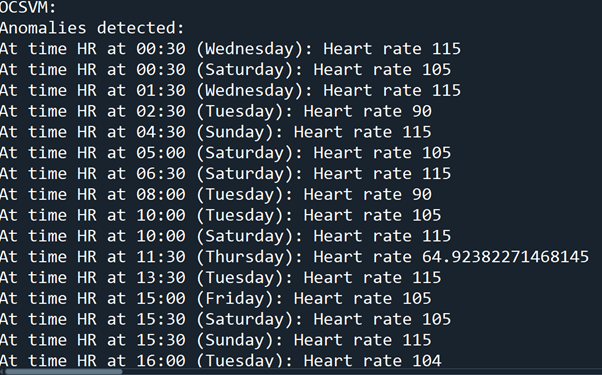 OCSVM:
Anomalies detected:
At time HR at 00:30 (Wednesday): Heart rate 115
At time HR at 00:30 (Saturday): Heart rate 105
At time HR at 01:30 (Wednesday): Heart rate 115
At time HR at 02:30 (Tuesday): Heart rate 90
At time HR at 04:30 (Sunday): Heart rate 115
At time HR at 05:00 (Saturday): Heart rate 105
At time HR at 06:30 (Saturday): Heart rate 115
At time HR at 08:00 (Tuesday): Heart rate 90
At time HR at 10:00 (Tuesday): Heart rate 105
At time HR at 10:00 (Saturday): Heart rate 115
At time HR at 11:30 (Thursday): Heart rate 64.92382271468145
At time HR at 13:30 (Tuesday): Heart rate 115
At time HR at 15:00 (Friday): Heart rate 105
At time HR at 15:30 (Saturday): Heart rate 105
At time HR at 15:30 (Sunday): Heart rate 115
At time HR at 16:00 (Tuesday): Heart rate 104